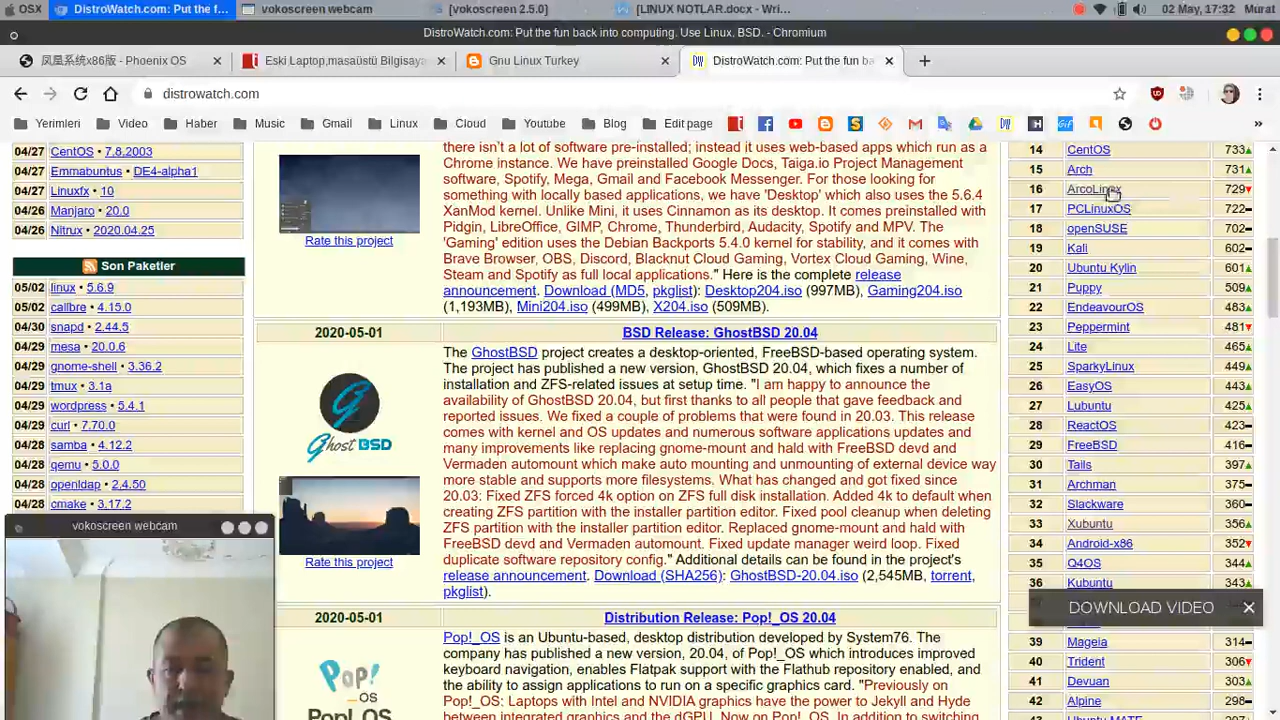 OSX
DistroWatch.com: Put the f...
vokoscreen webcam
[vokoscreen 2.5.0]
[LINUX NOTLAR.docx - Wri...
02 May, 17:32 Murat
DistroWatch.com: Put the fun back into computing. Use Linux, BSD. - Chromium
凤凰系统x86版 - Phoenix OS
Eski Laptop,masaüstü Bilgisaya
Gnu Linux Turkey
DistroWatch.com: Put the fun ba
distrowatch.com
Yerimleri
Video
Haber
Music
Gmail
Linux
Cloud
Youtube
Blog
Edit page
»
04/27 CentOS • 7.8.2003
04/27 Emmabuntus • DE4-alpha1
04/27 Linuxfx • 10
04/26 Manjaro • 20.0
04/26 Nitrux • 2020.04.25
Son Paketler
05/02 linux • 5.6.9
05/02 calibre • 4.15.0
04/30 snapd • 2.44.5
04/29 mesa • 20.0.6
04/29 gnome-shell • 3.36.2
04/29 tmux • 3.1a
04/29 wordpress • 5.4.1
04/29 curl • 7.70.0
04/28 samba • 4.12.2
04/28 qemu • 5.0.0
04/28 openldap • 2.4.50
04/28 cmake • 3.17.2
vokoscreen webcam
Rate this project
there isn't a lot of software pre-installed; instead it uses web-based apps which run as a
Chrome instance. We have preinstalled Google Docs, Taiga.io Project Management
software, Spotify, Mega, Gmail and Facebook Messenger. For those looking for
something with locally based applications, we have 'Desktop' which also uses the 5.6.4
XanMod kernel. Unlike Mini, it uses Cinnamon as its desktop. It comes preinstalled with
Pidgin, LibreOffice, GIMP, Chrome, Thunderbird, Audacity, Spotify and MPV. The
'Gaming' edition uses the Debian Backports 5.4.0 kernel for stability, and it comes with
Brave Browser, OBS, Discord, Blacknut Cloud Gaming, Vortex Cloud Gaming, Wine,
Steam and Spotify as full local applications." Here is the complete release
announcement. Download (MD5, pkglist): Desktop204.iso (997MB), Gaming204.iso
(1,193MB), Mini204.iso (499MB), X204.iso (509MB).
2020-05-01
BSD Release: GhostBSD 20.04
Ghost BSD
Rate this project
The GhostBSD project creates a desktop-oriented, FreeBSD-based operating system.
The project has published a new version, GhostBSD 20.04, which fixes a number of
installation and ZFS-related issues at setup time. "I am happy to announce the
availability of GhostBSD 20.04, but first thanks to all people that gave feedback and
reported issues. We fixed a couple of problems that were found in 20.03. This release
comes with kernel and OS updates and numerous software applications updates and
many improvements like replacing gnome-mount and hald with FreeBSD devd and
Vermaden automount which make auto mounting and unmounting of external device way
more stable and supports more filesystems. What has changed and got fixed since
20.03: Fixed ZFS forced 4k option on ZFS full disk installation. Added 4k to default when
creating ZFS partition with the installer partition editor. Fixed pool cleanup when deleting
ZFS partition with the installer partition editor. Replaced gnome-mount and hald with
FreeBSD devd and Vermaden automount. Fixed update manager weird loop. Fixed
duplicate software repository config." Additional details can be found in the project's
release announcement. Download (SHA256): GhostBSD-20.04.iso (2,545MB, torrent,
pkglist).
2020-05-01
Distribution Release: Pop!_OS 20.04
Pop!
_OS
Pop!_OS
Pop!_OS is an Ubuntu-based, desktop distribution developed by System76. The
company has published a new version, 20.04, of Pop!_OS which introduces improved
keyboard navigation, enables Flatpak support with the Flathub repository enabled, and
the ability to assign applications to run on a specific graphics card. "Previously on
Pop!_OS: Laptops with Intel and NVIDIA graphics have the power to Jekyll and Hyde
between integrated graphics and the dGPU. Now on Pop!_OS: In addition to switching
14 CentOS 733
15 Arch 731
16 ArcoLinux 729
17 PCLinuxOS 722
18 openSUSE 702
19 Kali 602
20 Ubuntu Kylin 601
21 Puppy 509
22 EndeavourOS 483
23 Peppermint 481
24 Lite 465
25 SparkyLinux 449
26 EasyOS 443
27 Lubuntu 425
28 ReactOS 423
29 FreeBSD 416
30 Tails 397
31 Archman 375
32 Slackware 360
33 Xubuntu 356
34 Android-x86 352
35 Q4OS 344
36 Kubuntu 343
DOWNLOAD VIDEO
39 Mageia 314
40 Trident 306
41 Devuan 303
42 Alpine 298